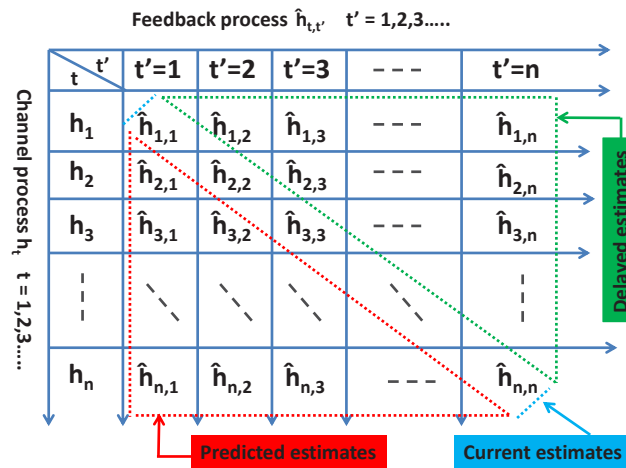 Feedback process ĥt,t' t' = 1,2,3.....
t' t
t'=1 t'=2 t'=3 t'=n
h1 ĥ1,1 ĥ1,2 ĥ1,3 ĥ1,n
h2 ĥ2,1 ĥ2,2 ĥ2,3 ĥ2,n
h3 ĥ3,1 ĥ3,2 ĥ3,3 ĥ3,n
hn ĥn,1 ĥn,2 ĥn,3 ĥn,n
Channel process ht t = 1,2,3.....
Delayed estimates
Predicted estimates
Current estimates